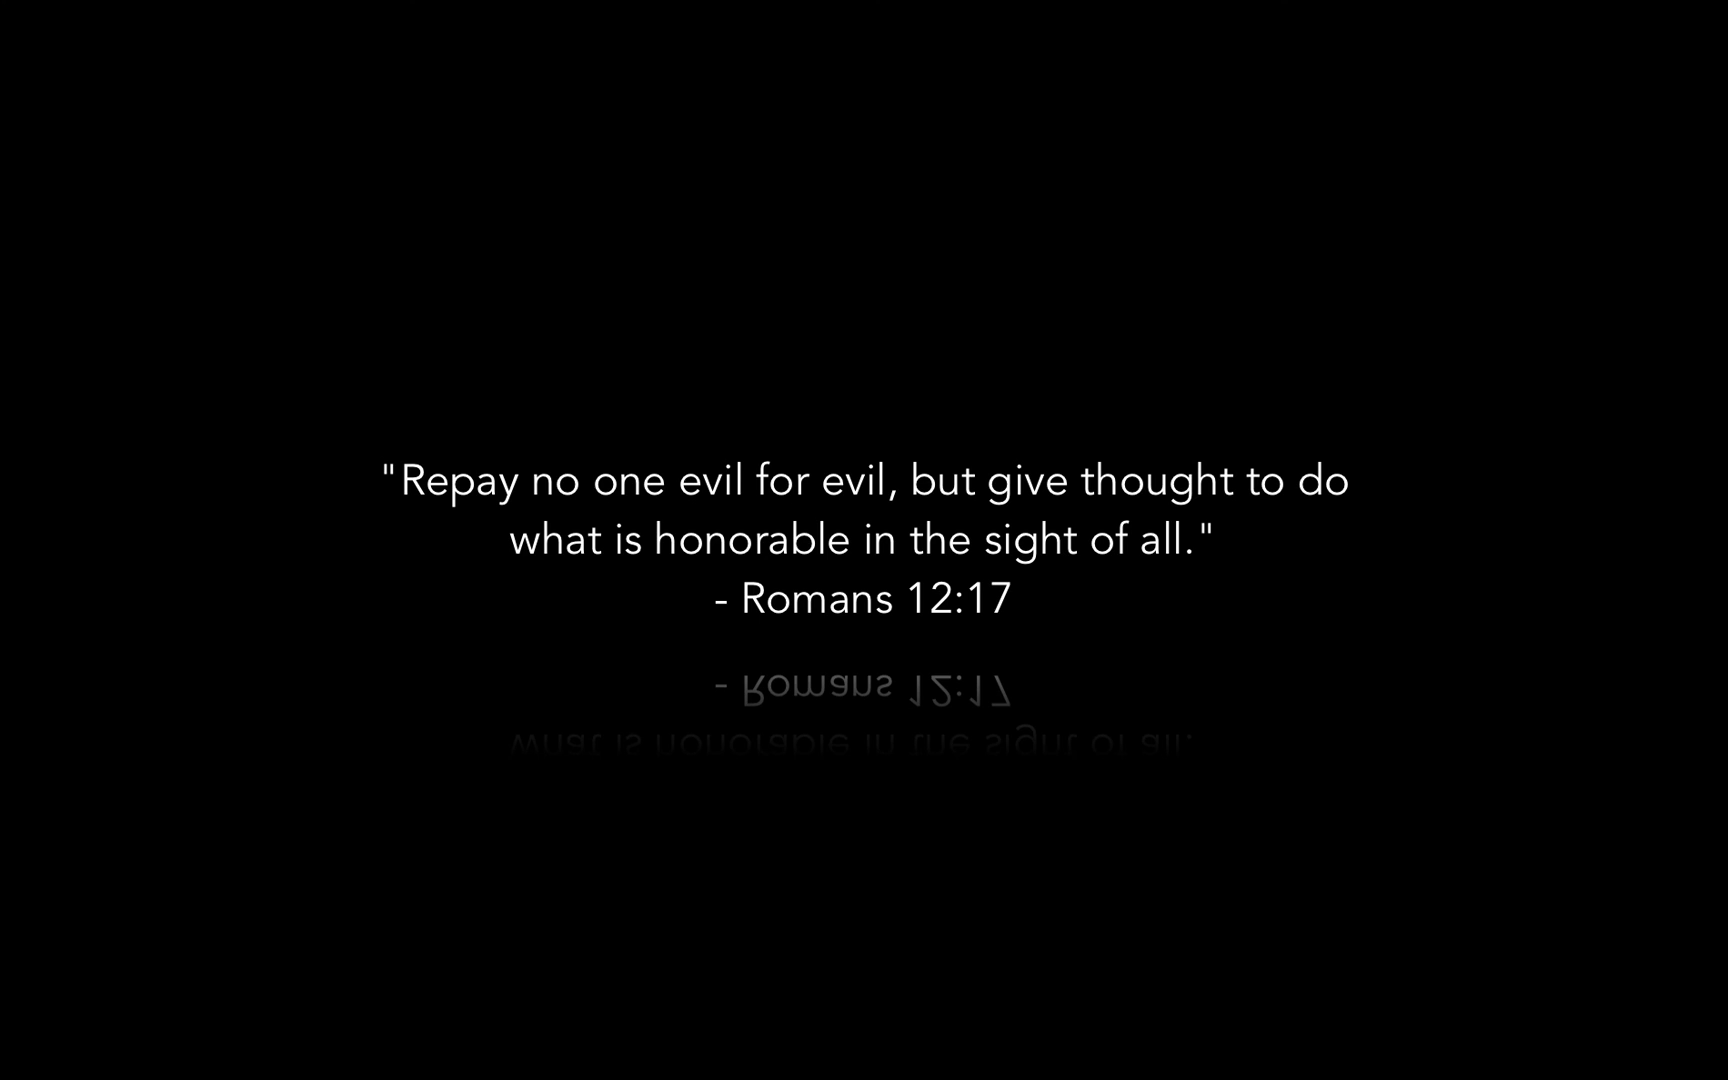 "Repay no one evil for evil, but give thought to do
what is honorable in the sight of all."
- Romans 12:17